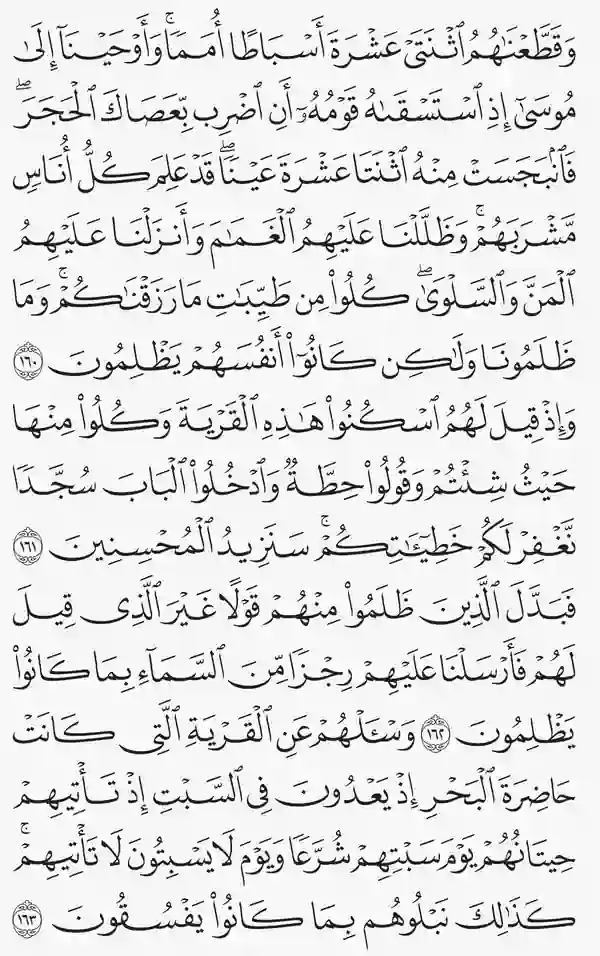 وَقَطَّعْنَٰهُمُ ٱثْنَتَىْ عَشْرَةَ أَسْبَاطًا أُمَمًا ۚ وَأَوْحَيْنَآ إِلَىٰ
مُوسَىٰٓ إِذِ ٱسْتَسْقَىٰهُ قَوْمُهُۥٓ أَنِ ٱضْرِب بِّعَصَاكَ ٱلْحَجَرَ ۖ
فَٱنۢبَجَسَتْ مِنْهُ ٱثْنَتَا عَشْرَةَ عَيْنًا ۖ قَدْ عَلِمَ كُلُّ أُنَاسٍ
مَّشْرَبَهُمْ ۚ وَظَلَّلْنَا عَلَيْهِمُ ٱلْغَمَٰمَ وَأَنزَلْنَا عَلَيْهِمُ
ٱلْمَنَّ وَٱلسَّلْوَىٰ ۖ كُلُوا۟ مِن طَيِّبَٰتِ مَا رَزَقْنَٰكُمْ ۚ وَمَا
ظَلَمُونَا وَلَٰكِن كَانُوٓا۟ أَنفُسَهُمْ يَظْلِمُونَ ١٦٠
وَإِذْ قِيلَ لَهُمُ ٱسْكُنُوا۟ هَٰذِهِ ٱلْقَرْيَةَ وَكُلُوا۟ مِنْهَا
حَيْثُ شِئْتُمْ وَقُولُوا۟ حِطَّةٌ وَٱدْخُلُوا۟ ٱلْبَابَ سُجَّدًا
نَّغْفِرْ لَكُمْ خَطِيٓـَٰٔتِكُمْ ۚ سَنَزِيدُ ٱلْمُحْسِنِينَ ١٦١
فَبَدَّلَ ٱلَّذِينَ ظَلَمُوا۟ مِنْهُمْ قَوْلًا غَيْرَ ٱلَّذِى قِيلَ
لَهُمْ فَأَرْسَلْنَا عَلَيْهِمْ رِجْزًا مِّنَ ٱلسَّمَآءِ بِمَا كَانُوا۟
يَظْلِمُونَ ١٦٢ وَسْـَٔلْهُمْ عَنِ ٱلْقَرْيَةِ ٱلَّتِى كَانَتْ
حَاضِرَةَ ٱلْبَحْرِ إِذْ يَعْدُونَ فِى ٱلسَّبْتِ إِذْ تَأْتِيهِمْ
حِيتَانُهُمْ يَوْمَ سَبْتِهِمْ شُرَّعًا وَيَوْمَ لَا يَسْبِتُونَ لَا تَأْتِيهِمْ ۚ
كَذَٰلِكَ نَبْلُوهُم بِمَا كَانُوا۟ يَفْسُقُونَ ١٦٣